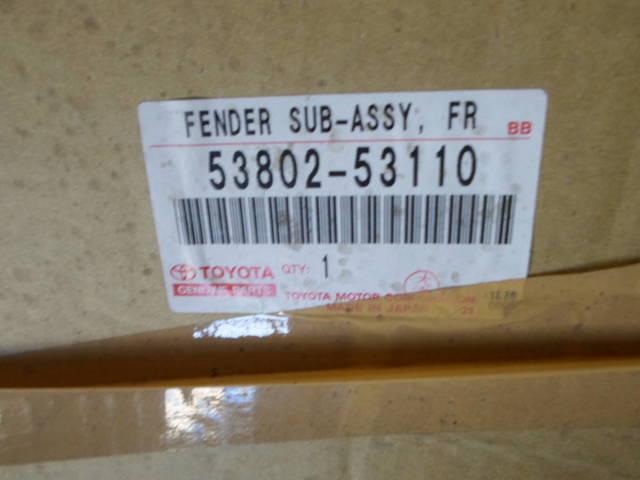 FENDER SUB-ASSY, FR
BB
53802-53110
TOYOTA QTY: 1
GENUINE PARTS
TOYOTA MOTOR CORPORATION
MADE IN JAPAN